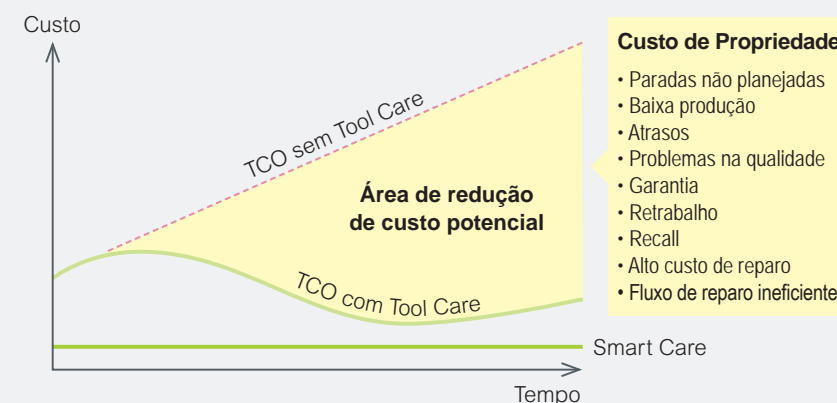 Custo
Custo de Propriedade
• Paradas não planejadas
• Baixa produção
• Atrasos
• Problemas na qualidade
• Garantia
• Retrabalho
• Recall
• Alto custo de reparo
• Fluxo de reparo ineficiente
TCO sem Tool Care
Área de redução
de custo potencial
TCO com Tool Care
Smart Care
Tempo